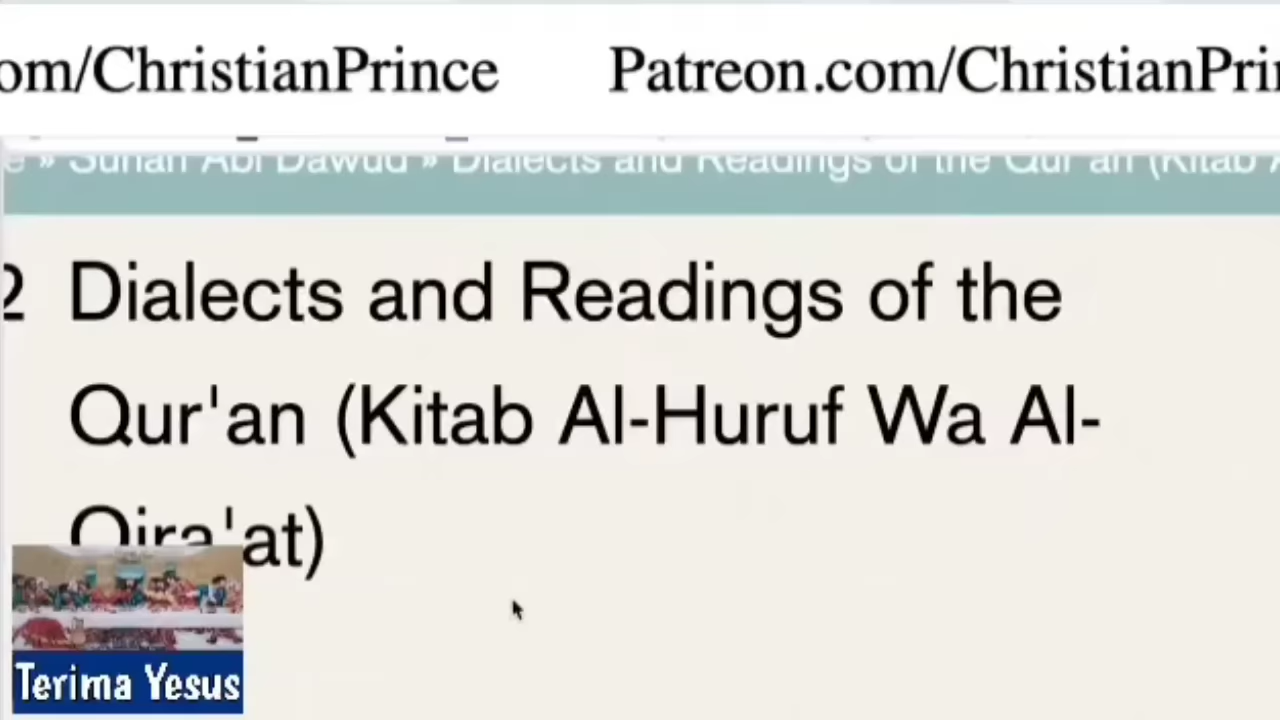 om/ChristianPrince Patreon.com/ChristianPrin
e » Sunan Abi Dawud » Dialects and Readings of the Qur'an (Kitab A
2 Dialects and Readings of the
Qur'an (Kitab Al-Huruf Wa Al-
Qira'at)
Terima Yesus